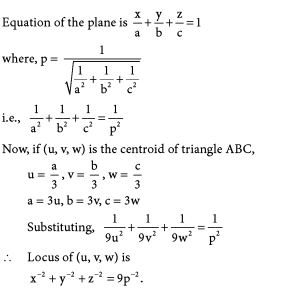 Equation of the plane is x/a + y/b + z/c = 1
where, p = 1/√(1/a² + 1/b² + 1/c²)
i.e., 1/a² + 1/b² + 1/c² = 1/p²
Now, if (u, v, w) is the centroid of triangle ABC,
u = a/3, v = b/3, w = c/3
a = 3u, b = 3v, c = 3w
Substituting, 1/9u² + 1/9v² + 1/9w² = 1/p²
∴ Locus of (u, v, w) is
x⁻² + y⁻² + z⁻² = 9p⁻².